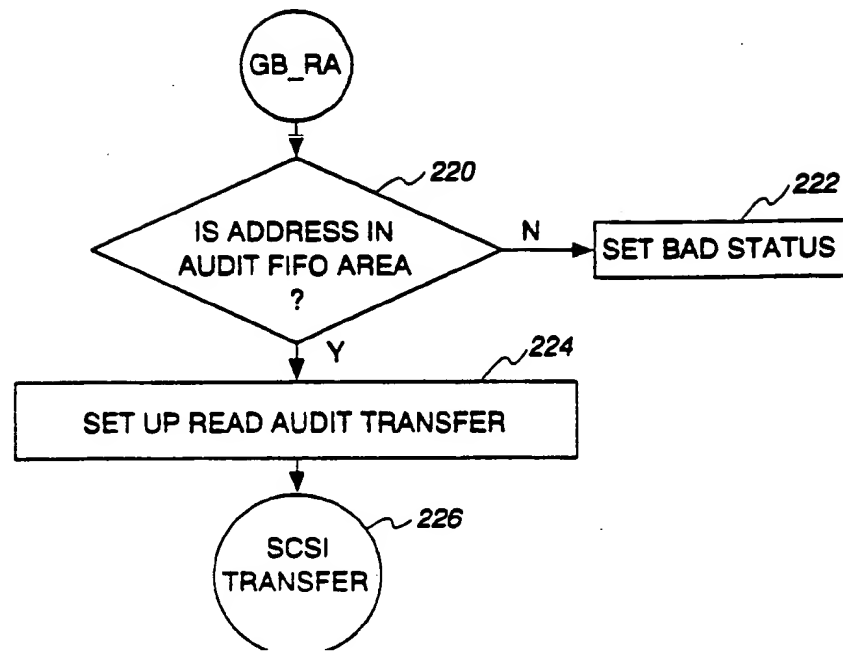 GB_RA
220
IS ADDRESS IN
AUDIT FIFO AREA
?
N
222
SET BAD STATUS
Y
224
SET UP READ AUDIT TRANSFER
226
SCSI
TRANSFER